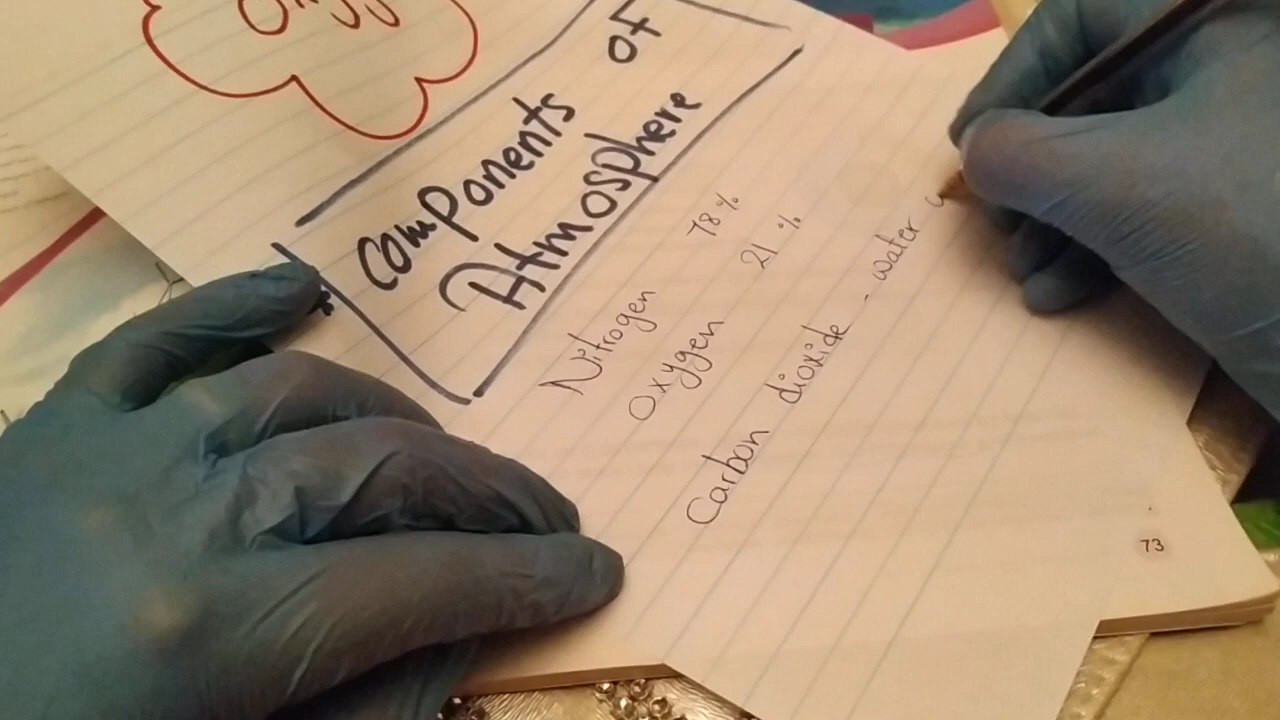 Components of
Atmosphere
Nitrogen 78%
Oxygen 21 %
Carbon dioxide - water
73